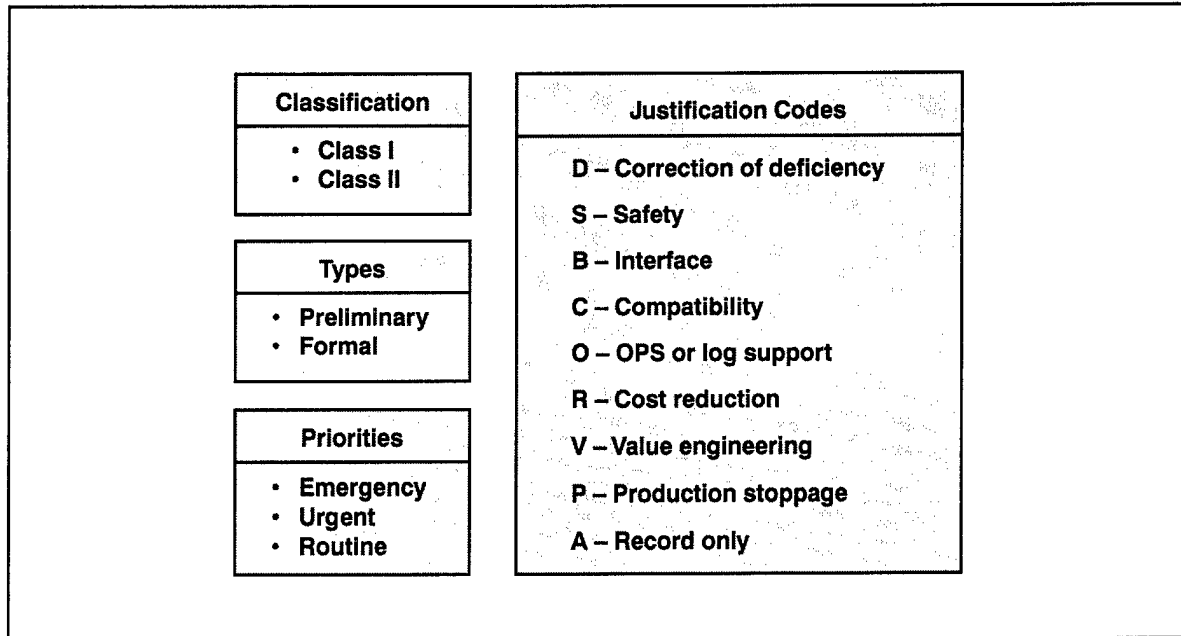 Classification
• Class I
• Class II
Types
• Preliminary
• Formal
Priorities
• Emergency
• Urgent
• Routine
Justification Codes
D – Correction of deficiency
S – Safety
B – Interface
C – Compatibility
O – OPS or log support
R – Cost reduction
V – Value engineering
P – Production stoppage
A – Record only